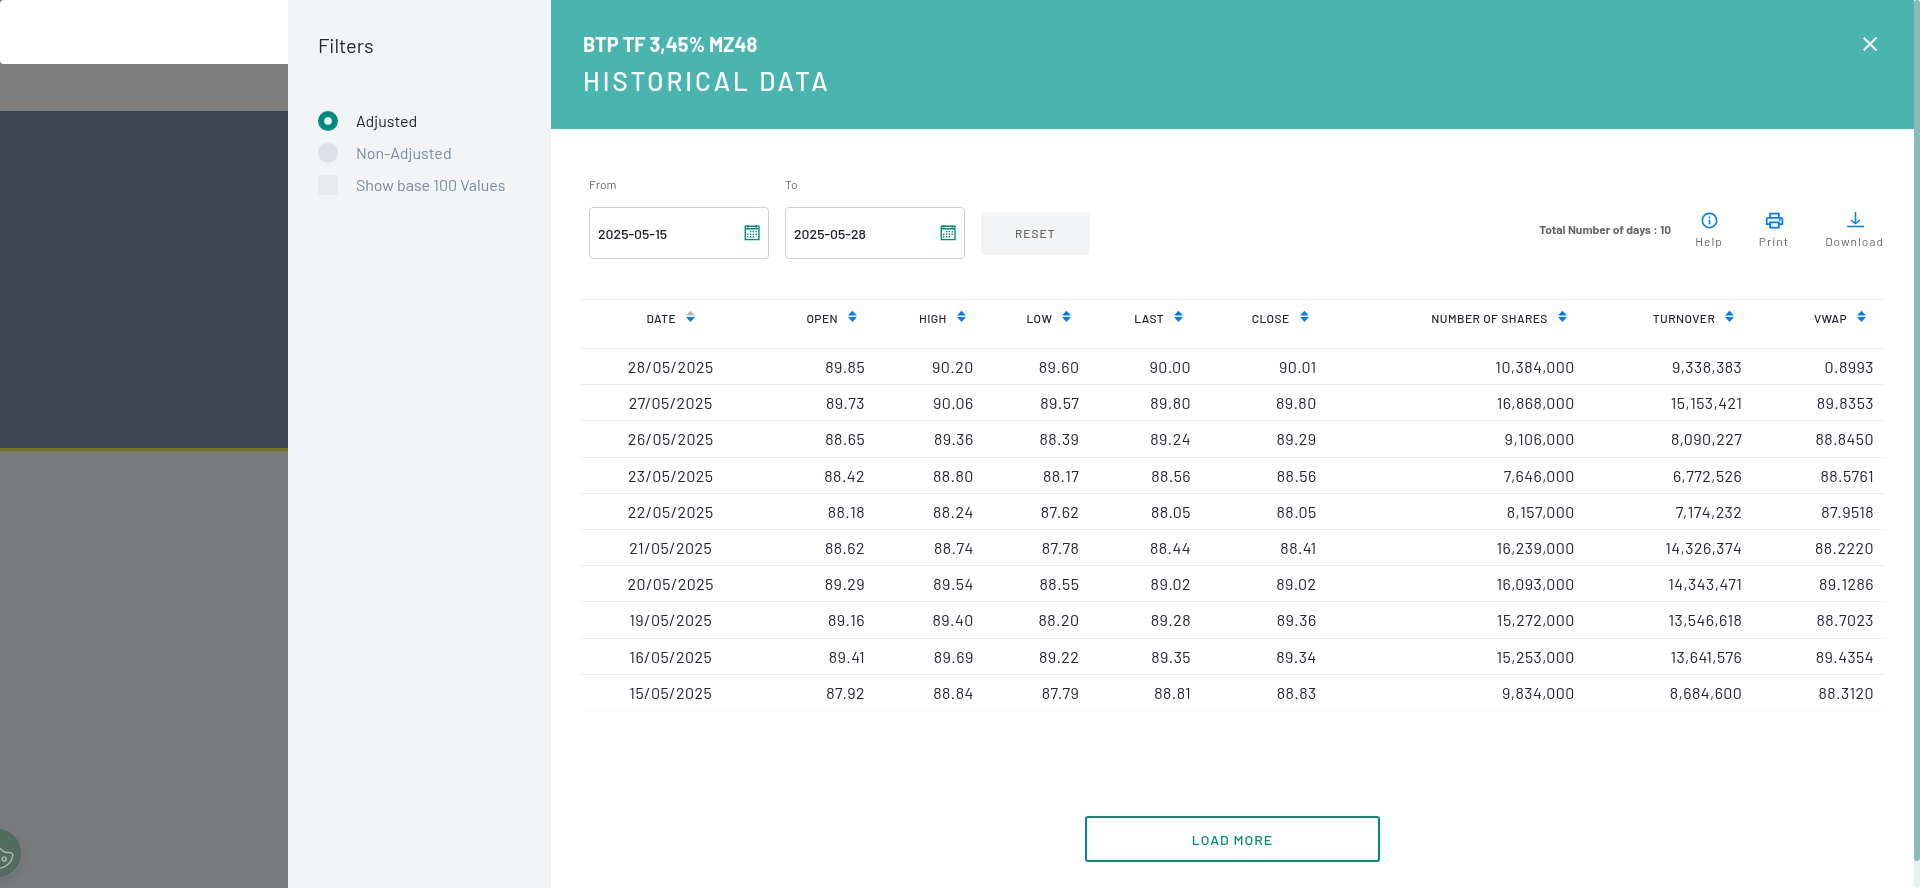 Filters
Adjusted
Non-Adjusted
Show base 100 Values
BTP TF 3,45% MZ48
HISTORICAL DATA
From To
2025-05-15 2025-05-28 RESET
Total Number of days : 10 Help Print Download
DATE OPEN HIGH LOW LAST CLOSE NUMBER OF SHARES TURNOVER VWAP
28/05/2025 89.85 90.20 89.60 90.00 90.01 10,384,000 9,338,383 0.8993
27/05/2025 89.73 90.06 89.57 89.80 89.80 16,868,000 15,153,421 89.8353
26/05/2025 88.65 89.36 88.39 89.24 89.29 9,106,000 8,090,227 88.8450
23/05/2025 88.42 88.80 88.17 88.56 88.56 7,646,000 6,772,526 88.5761
22/05/2025 88.18 88.24 87.62 88.05 88.05 8,157,000 7,174,232 87.9518
21/05/2025 88.62 88.74 87.78 88.44 88.41 16,239,000 14,326,374 88.2220
20/05/2025 89.29 89.54 88.55 89.02 89.02 16,093,000 14,343,471 89.1286
19/05/2025 89.16 89.40 88.20 89.28 89.36 15,272,000 13,546,618 88.7023
16/05/2025 89.41 89.69 89.22 89.35 89.34 15,253,000 13,641,576 89.4354
15/05/2025 87.92 88.84 87.79 88.81 88.83 9,834,000 8,684,600 88.3120
LOAD MORE